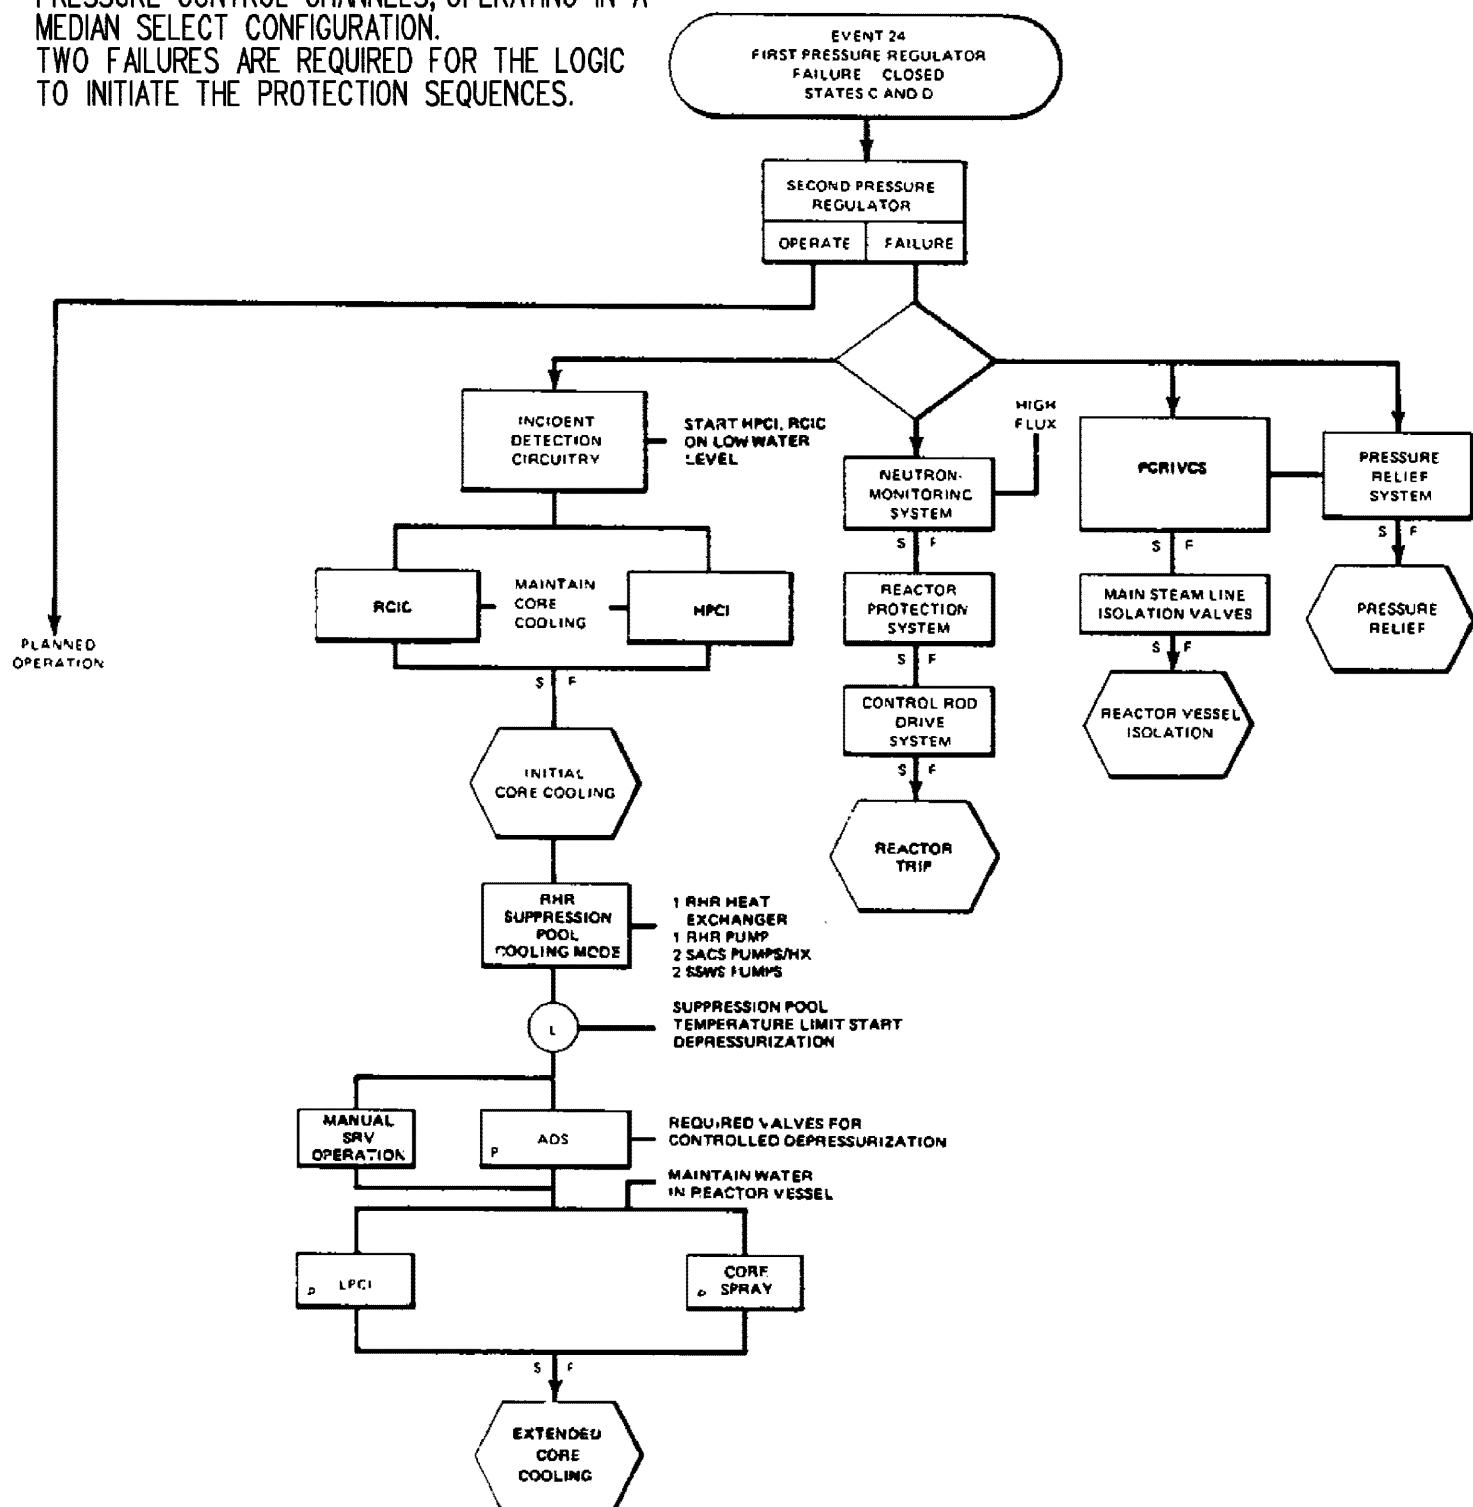 PRESSURE CONTROL CHANNELS, OPERATING IN A
MEDIAN SELECT CONFIGURATION.
TWO FAILURES ARE REQUIRED FOR THE LOGIC
TO INITIATE THE PROTECTION SEQUENCES.
EVENT 24
FIRST PRESSURE REGULATOR
FAILURE CLOSED
STATES C AND D
SECOND PRESSURE
REGULATOR
OPERATE
FAILURE
PLANNED
OPERATION
INCIDENT
DETECTION
CIRCUITRY
START HPCI, RCIC
ON LOW WATER
LEVEL
RCIC
MAINTAIN
CORE
COOLING
HPCI
S F
INITIAL
CORE COOLING
RHR
SUPPRESSION
POOL
COOLING MODE
1 RHR HEAT
EXCHANGER
1 RHR PUMP
2 SACS PUMPS/HX
2 SSWS PUMPS
L
SUPPRESSION POOL
TEMPERATURE LIMIT START
DEPRESSURIZATION
MANUAL
SRV
OPERATION
P
ADS
REQUIRED VALVES FOR
CONTROLLED DEPRESSURIZATION
MAINTAIN WATER
IN REACTOR VESSEL
P LPCI
CORE
P SPRAY
S F
EXTENDED
CORE
COOLING
HIGH
FLUX
NEUTRON-
MONITORING
SYSTEM
S F
REACTOR
PROTECTION
SYSTEM
S F
CONTROL ROD
DRIVE
SYSTEM
S F
REACTOR
TRIP
PCRIVCS
S F
MAIN STEAM LINE
ISOLATION VALVES
S F
REACTOR VESSEL
ISOLATION
PRESSURE
RELIEF
SYSTEM
S F
PRESSURE
RELIEF